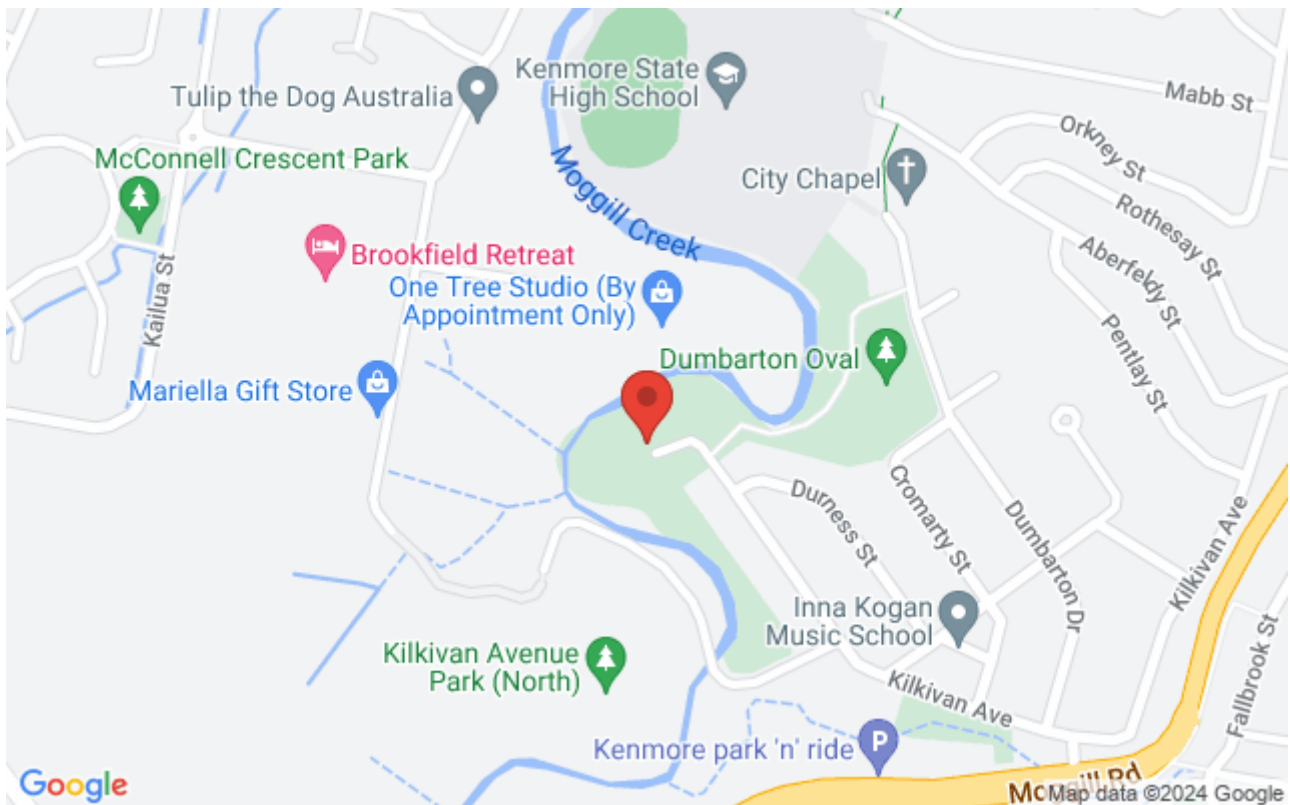 Kenmore State
High School
Mabb St
Tulip the Dog Australia
Orkney St
McConnell Crescent Park
City Chapel
Rothesay St
Moggill Creek
Aberfeldy St
Brookfield Retreat
Kailua St
One Tree Studio (By
Appointment Only)
Pentlay St
Dumbarton Oval
Mariella Gift Store
Durness St
Cromarty St
Dumbarton Dr
Kilkivan Ave
Inna Kogan
Music School
Kilkivan Avenue
Park (North)
Kilkivan Ave
Fallbrook St
Kenmore park 'n' ride
P
Google
Rd
Map data ©2024 Google